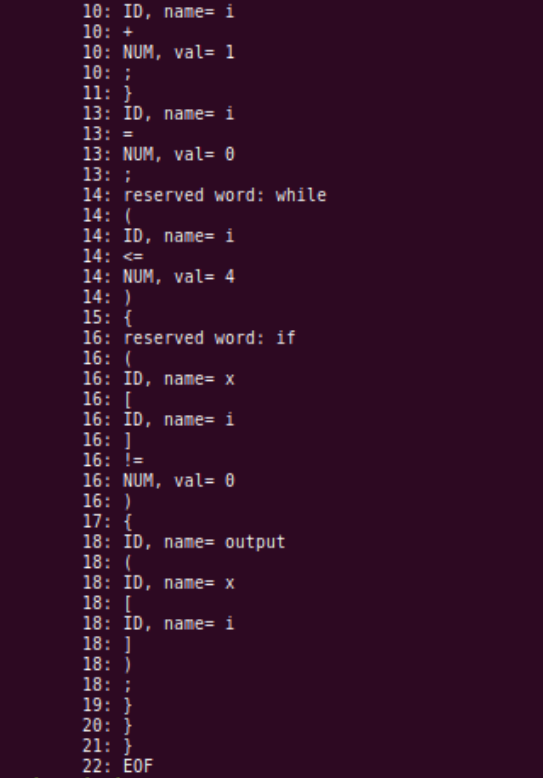 10: ID, name= i
10: +
10: NUM, val= 1
10: ;
11: }
13: ID, name= i
13: =
13: NUM, val= 0
13: ;
14: reserved word: while
14: (
14: ID, name= i
14: <=
14: NUM, val= 4
14: )
15: {
16: reserved word: if
16: (
16: ID, name= x
16: [
16: ID, name= i
16: ]
16: !=
16: NUM, val= 0
16: )
17: {
18: ID, name= output
18: (
18: ID, name= x
18: [
18: ID, name= i
18: ]
18: )
18: ;
19: }
20: }
21: }
22: EOF